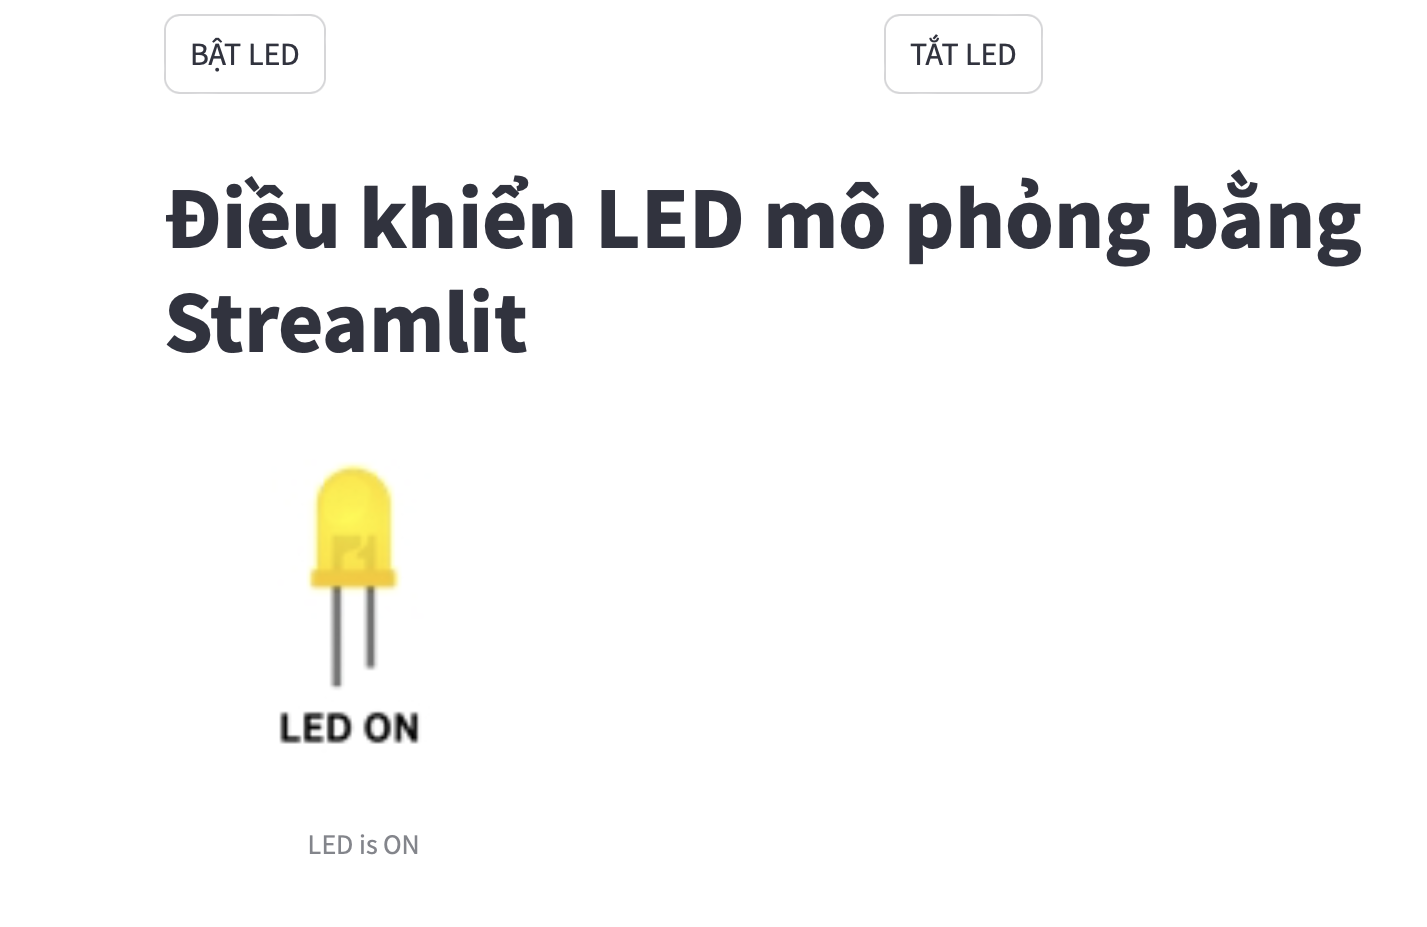 BẬT LED
TẮT LED
Điều khiển LED mô phỏng bằng
Streamlit
LED ON
LED is ON